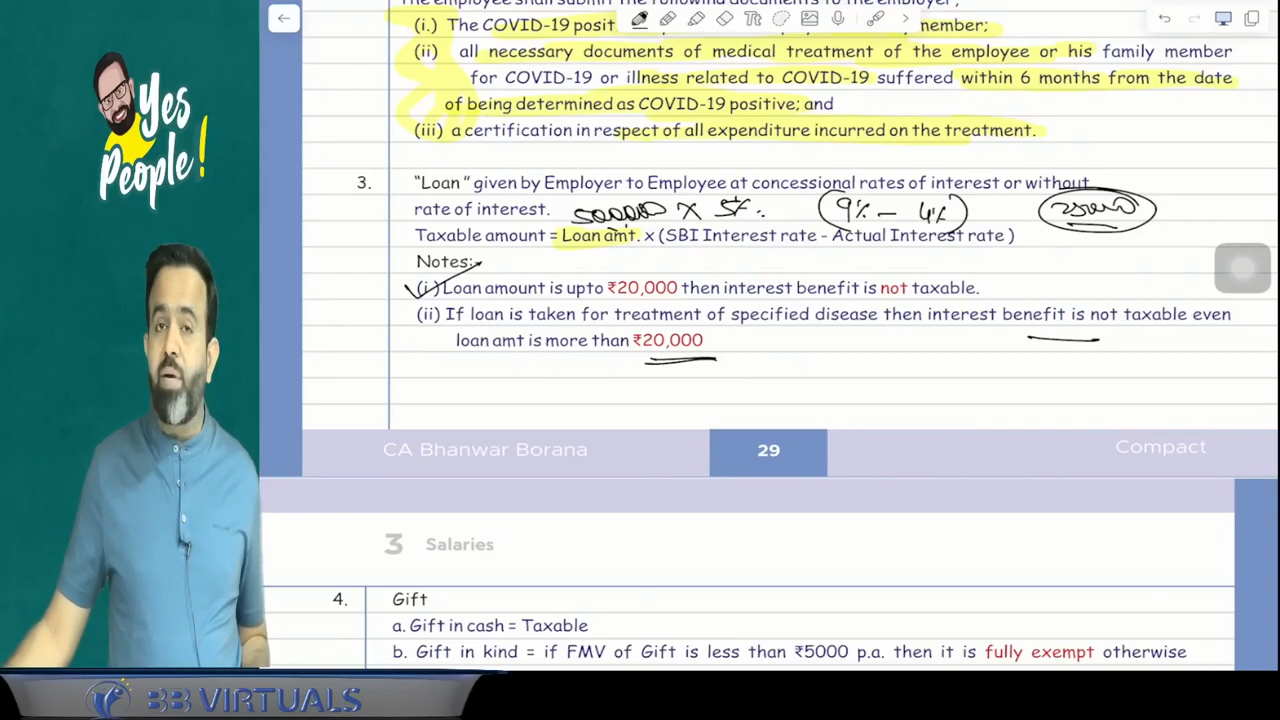 The employee shall submit the following documents to the employer;
(i.) The COVID-19 posit member;
(ii) all necessary documents of medical treatment of the employee or his family member
for COVID-19 or illness related to COVID-19 suffered within 6 months from the date
of being determined as COVID-19 positive; and
(iii) a certification in respect of all expenditure incurred on the treatment.
3. "Loan" given by Employer to Employee at concessional rates of interest or without
rate of interest. 500000 x 5%. (9% - 4%) 25000
Taxable amount = Loan amt. x (SBI Interest rate - Actual Interest rate )
Notes:
(i) Loan amount is upto ₹20,000 then interest benefit is not taxable.
(ii) If loan is taken for treatment of specified disease then interest benefit is not taxable even
loan amt is more than ₹20,000
CA Bhanwar Borana 29 Compact
3 Salaries
4. Gift
a. Gift in cash = Taxable
b. Gift in kind = if FMV of Gift is less than ₹5000 p.a. then it is fully exempt otherwise
Yes
People!
BB VIRTUALS
Tt